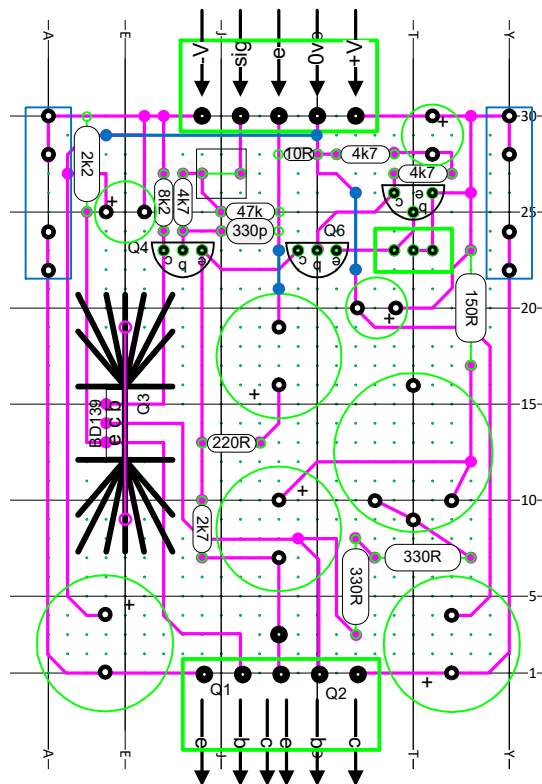 -V sig e 0v +V
A E J T Y
30
+
10R 4k7
2k2
4k7
8k2 4k7
c b e
47k
25
+
330p
Q4 Q6
c b e c b e
20
+
150R
Q3
BD139
e c b
+
15
220R
+
10
2k7
330R
330R
+
5
+
1
Q1 Q2
A E J T Y
e b c e b c